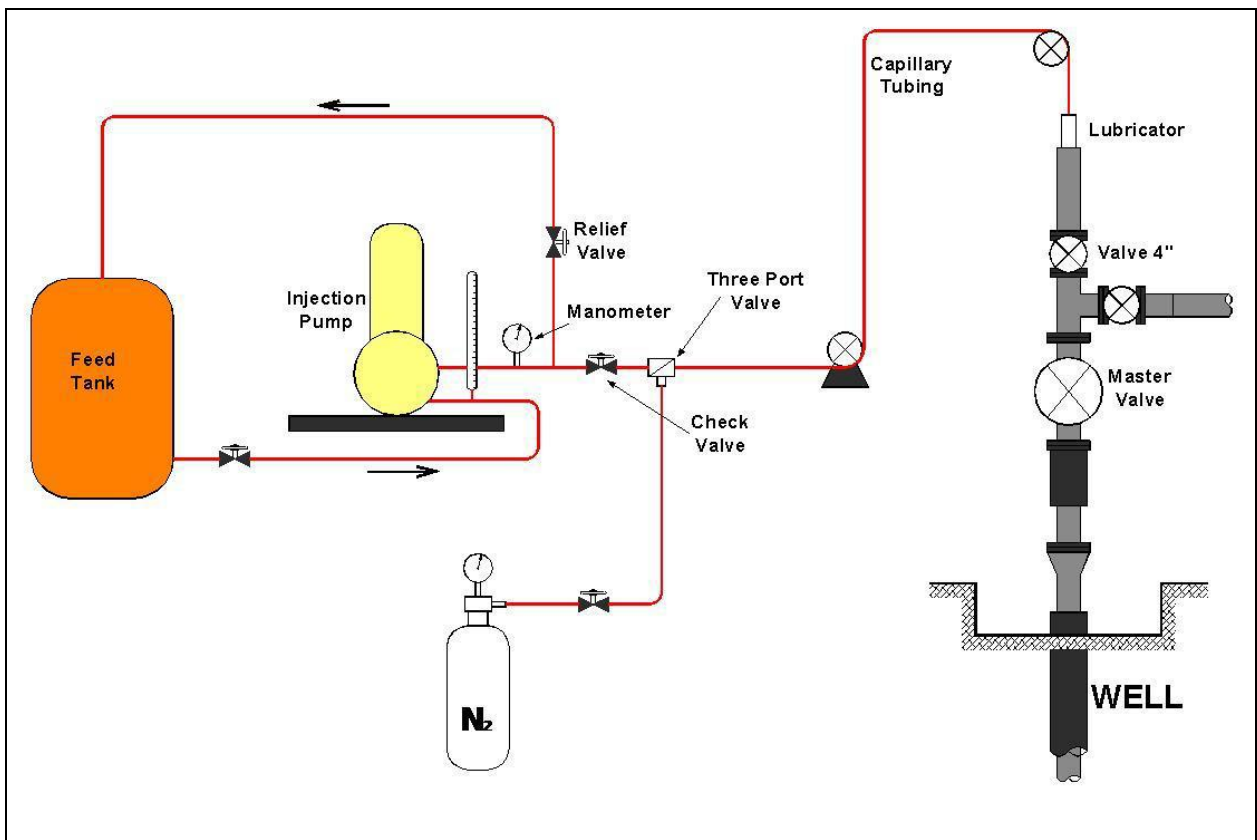 Capillary
Tubing
Lubricator
Relief
Valve
Valve 4"
Three Port
Valve
Injection
Pump
Manometer
Feed
Tank
Master
Valve
Check
Valve
N2
WELL